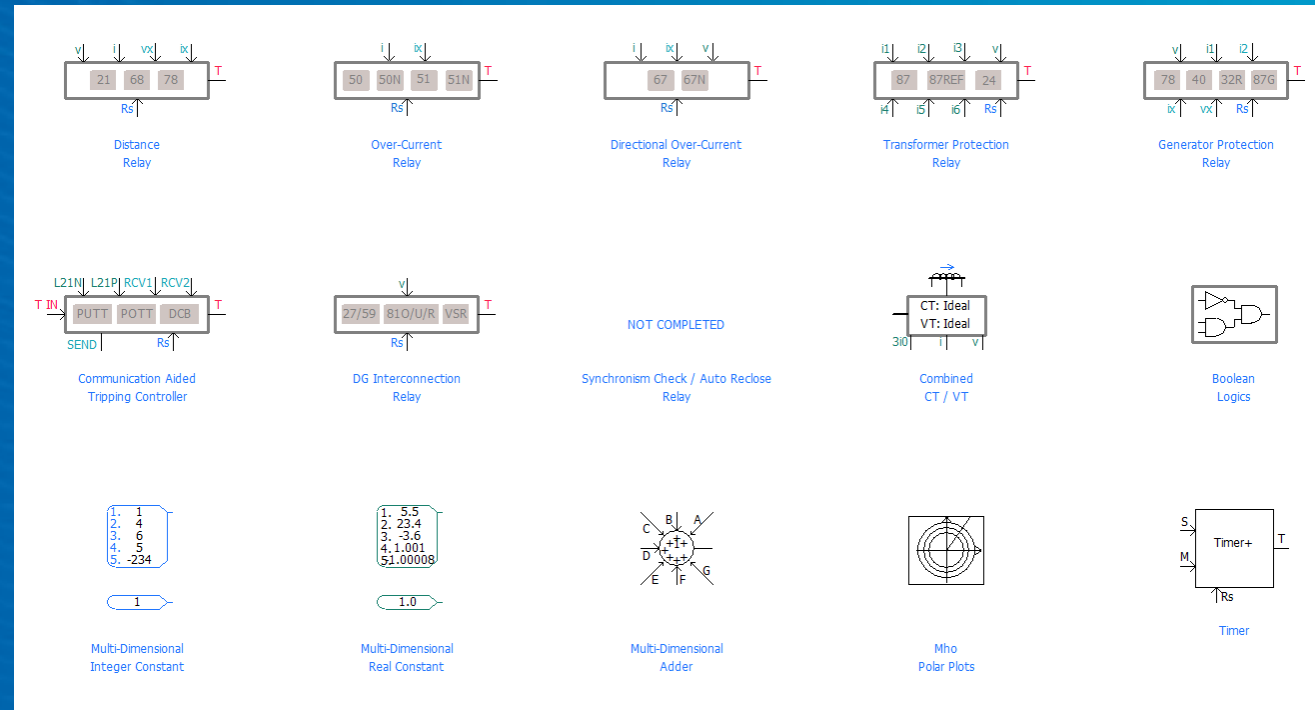 v i vx ix
21 68 78 T
Rs
Distance
Relay
i ix
50 50N 51 51N T
Rs
Over-Current
Relay
i ix v
67 67N T
Rs
Directional Over-Current
Relay
i1 i2 i3 v
87 87REF 24 T
i4 i5 i6 Rs
Transformer Protection
Relay
v i1 i2
78 40 32R 87G T
ix vx Rs
Generator Protection
Relay
L21N L21P RCV1 RCV2
T IN PUTT POTT DCB T
SEND Rs
Communication Aided
Tripping Controller
v
27/59 81O/U/R VSR T
Rs
DG Interconnection
Relay
NOT COMPLETED
Synchronism Check / Auto Reclose
Relay
CT: Ideal
VT: Ideal
3i0 i v
Combined
CT / VT
Boolean
Logics
1. 1
2. 4
3. 6
4. 5
5. -234
1
Multi-Dimensional
Integer Constant
1. 5.5
2. 23.4
3. -3.6
4. 1.001
5. -1.00008
1.0
Multi-Dimensional
Real Constant
C B A
D
E F G
Multi-Dimensional
Adder
Mho
Polar Plots
S
Timer+ T
M
Rs
Timer